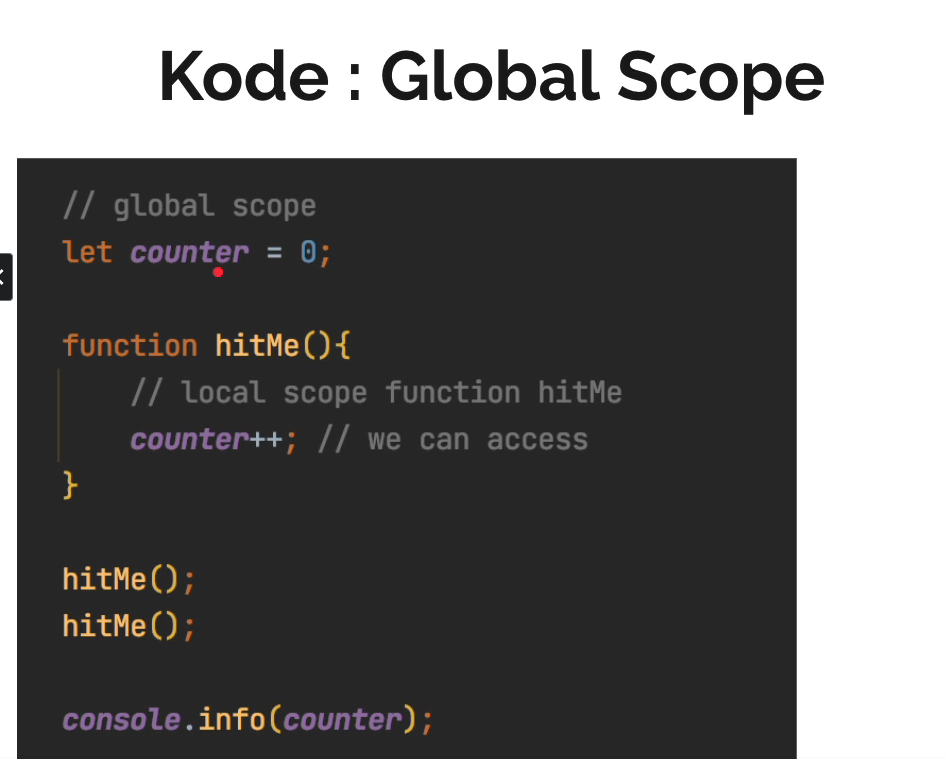 Kode : Global Scope
// global scope
let counter = 0;
function hitMe(){
// local scope function hitMe
counter++; // we can access
}
hitMe();
hitMe();
console.info(counter);